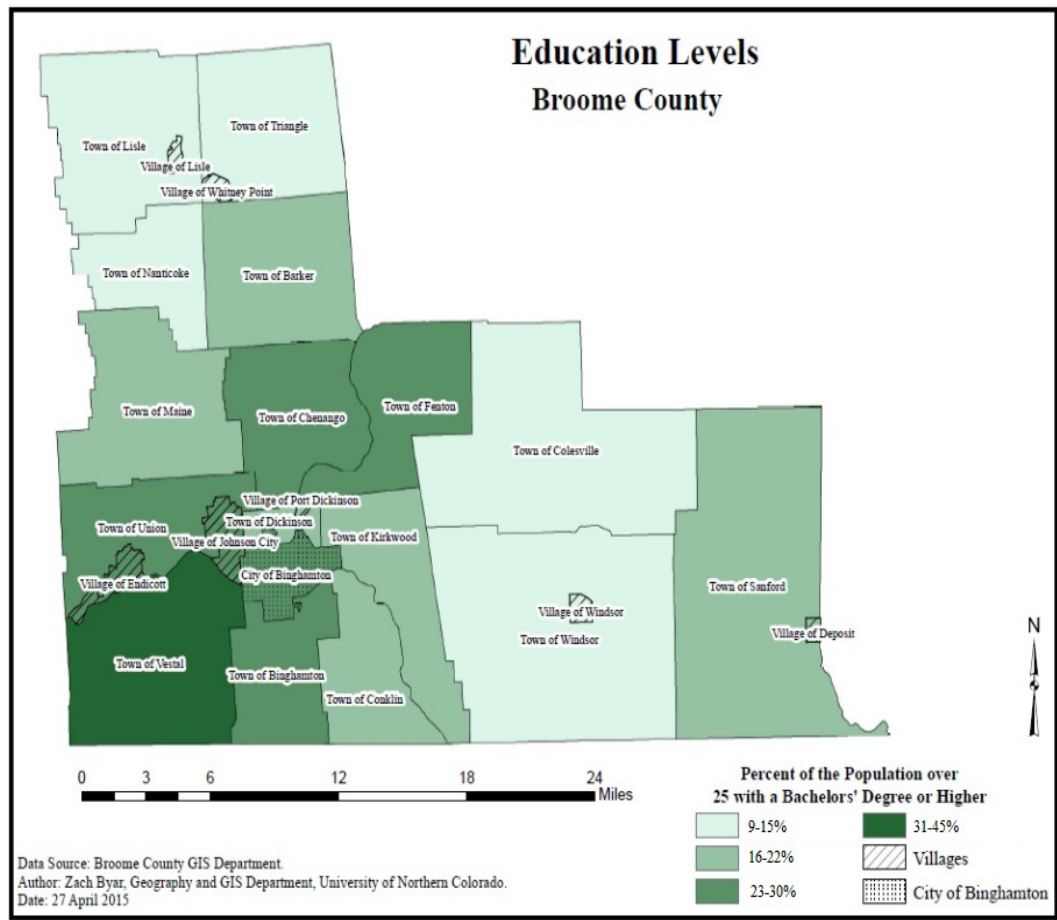 Education Levels
Broome County
Town of Triangle
Town of Lisle
Village of Lisle
Village of Whitney Point
Town of Nanticoke
Town of Barker
Town of Maine
Town of Chenango
Town of Fenton
Town of Colesville
Village of Port Dickinson
Town of Union
Town of Dickinson
Town of Kirkwood
Village of Johnson City
Village of Endicott
City of Binghamton
Town of Sanford
Village of Windsor
Town of Windsor
Village of Deposit
Town of Vestal
Town of Binghamton
Town of Conklin
N
0 3 6 12 18 24
Miles
Percent of the Population over
25 with a Bachelors' Degree or Higher
9-15%
31-45%
16-22%
Villages
23-30%
City of Binghamton
Data Source: Broome County GIS Department.
Author: Zach Byar, Geography and GIS Department, University of Northern Colorado.
Date: 27 April 2015